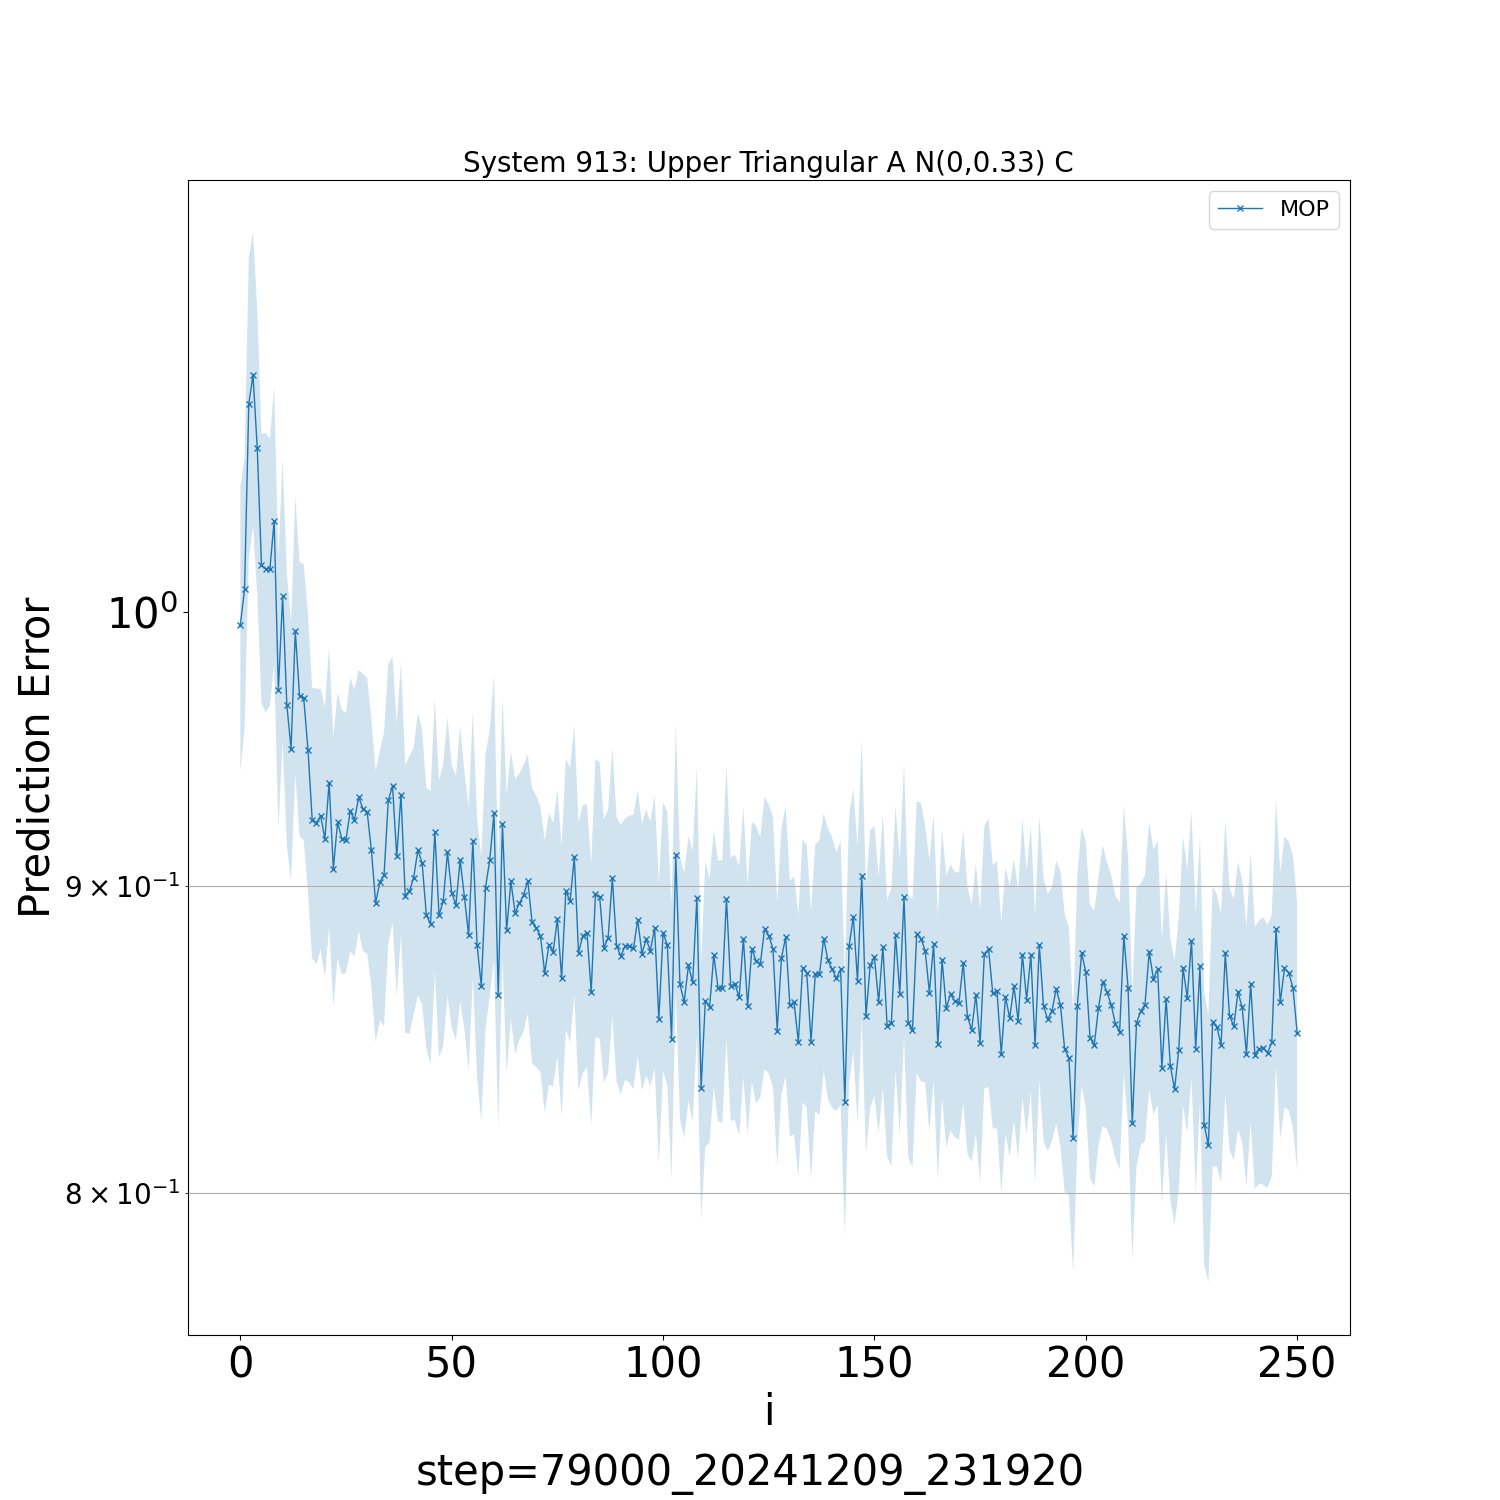 System 913: Upper Triangular A N(0,0.33) C
MOP
Prediction Error
10⁰
9 × 10⁻¹
8 × 10⁻¹
0 50 100 150 200 250
i
step=79000_20241209_231920